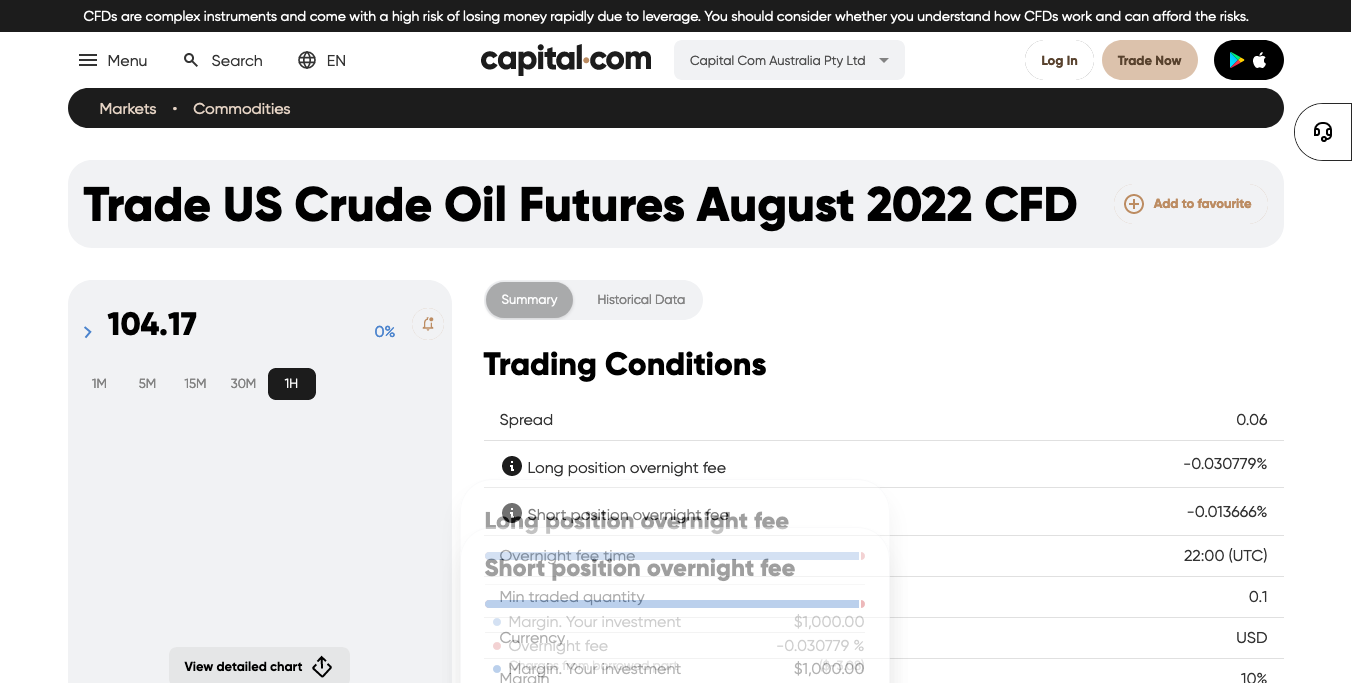 CFDs are complex instruments and come with a high risk of losing money rapidly due to leverage. You should consider whether you understand how CFDs work and can afford the risks.
Menu
Search
EN
capital.com
Capital Com Australia Pty Ltd
Log In
Trade Now
Markets • Commodities
Trade US Crude Oil Futures August 2022 CFD
Add to favourite
104.17
0%
1M 5M 15M 30M 1H
View detailed chart
Summary
Historical Data
Trading Conditions
Spread 0.06
Long position overnight fee -0.030779%
Short position overnight fee -0.013666%
Long position overnight fee
Overnight fee time 22:00 (UTC)
Short position overnight fee
Min traded quantity 0.1
Margin. Your investment $1,000.00
Currency USD
Overnight fee -0.030779 %
Margin. Your investment $1,000.00
Margin 10%